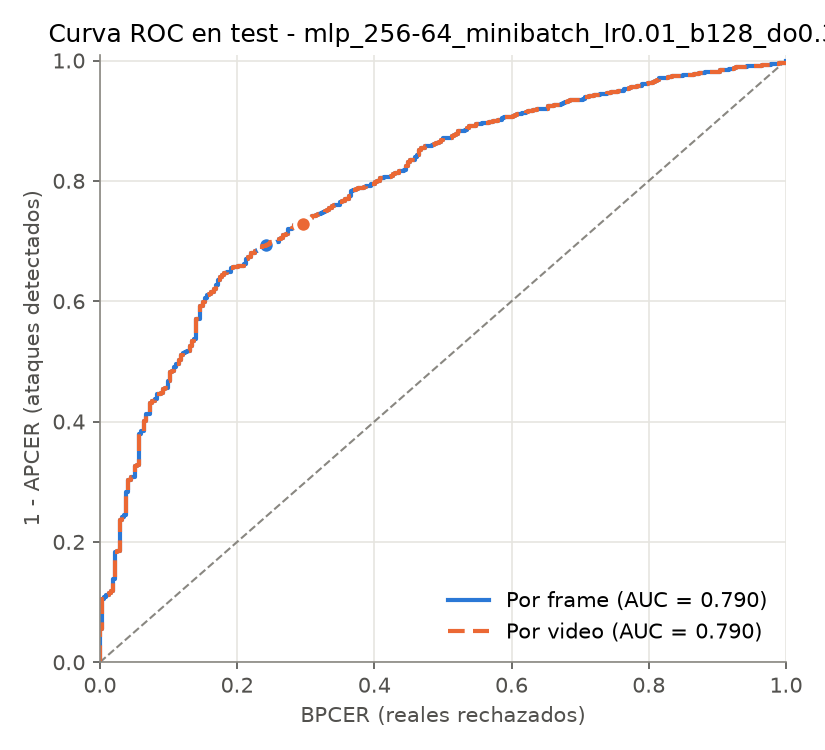 Curva ROC en test - mlp_256-64_minibatch_lr0.01_b128_do0.3
1.0
0.8
0.6
0.4
0.2
0.0
1 - APCER (ataques detectados)
Por frame (AUC = 0.790)
Por video (AUC = 0.790)
0.0 0.2 0.4 0.6 0.8 1.0
BPCER (reales rechazados)